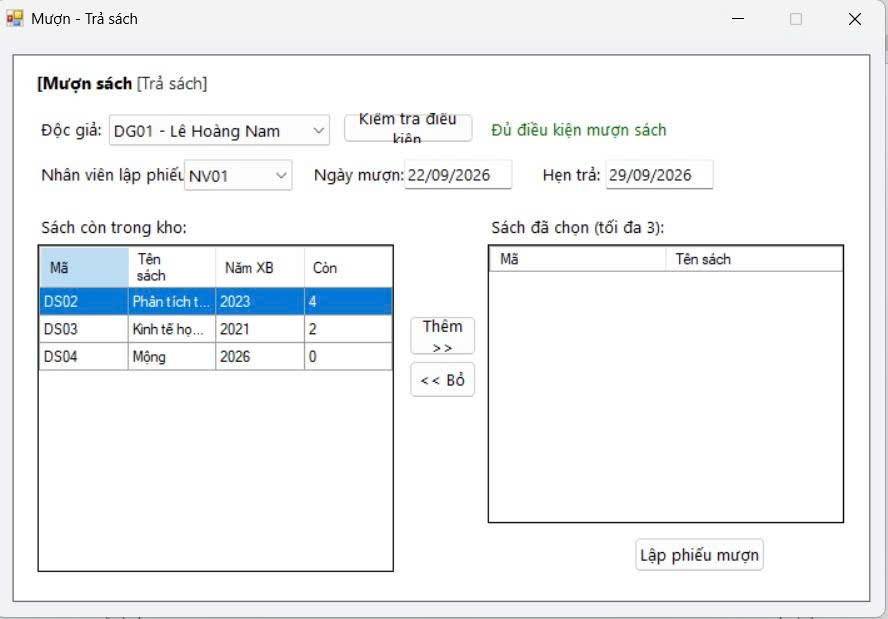 Mượn - Trả sách
[Mượn sách [Trả sách]
Độc giả: DG01 - Lê Hoàng Nam Kiểm tra điều kiện Đủ điều kiện mượn sách
Nhân viên lập phiếu NV01 Ngày mượn: 22/09/2026 Hẹn trả: 29/09/2026
Sách còn trong kho:
Mã Tên sách Năm XB Còn
DS02 Phân tích t... 2023 4
DS03 Kinh tế họ... 2021 2
DS04 Mộng 2026 0
Thêm
>>
<< Bỏ
Sách đã chọn (tối đa 3):
Mã Tên sách
Lập phiếu mượn